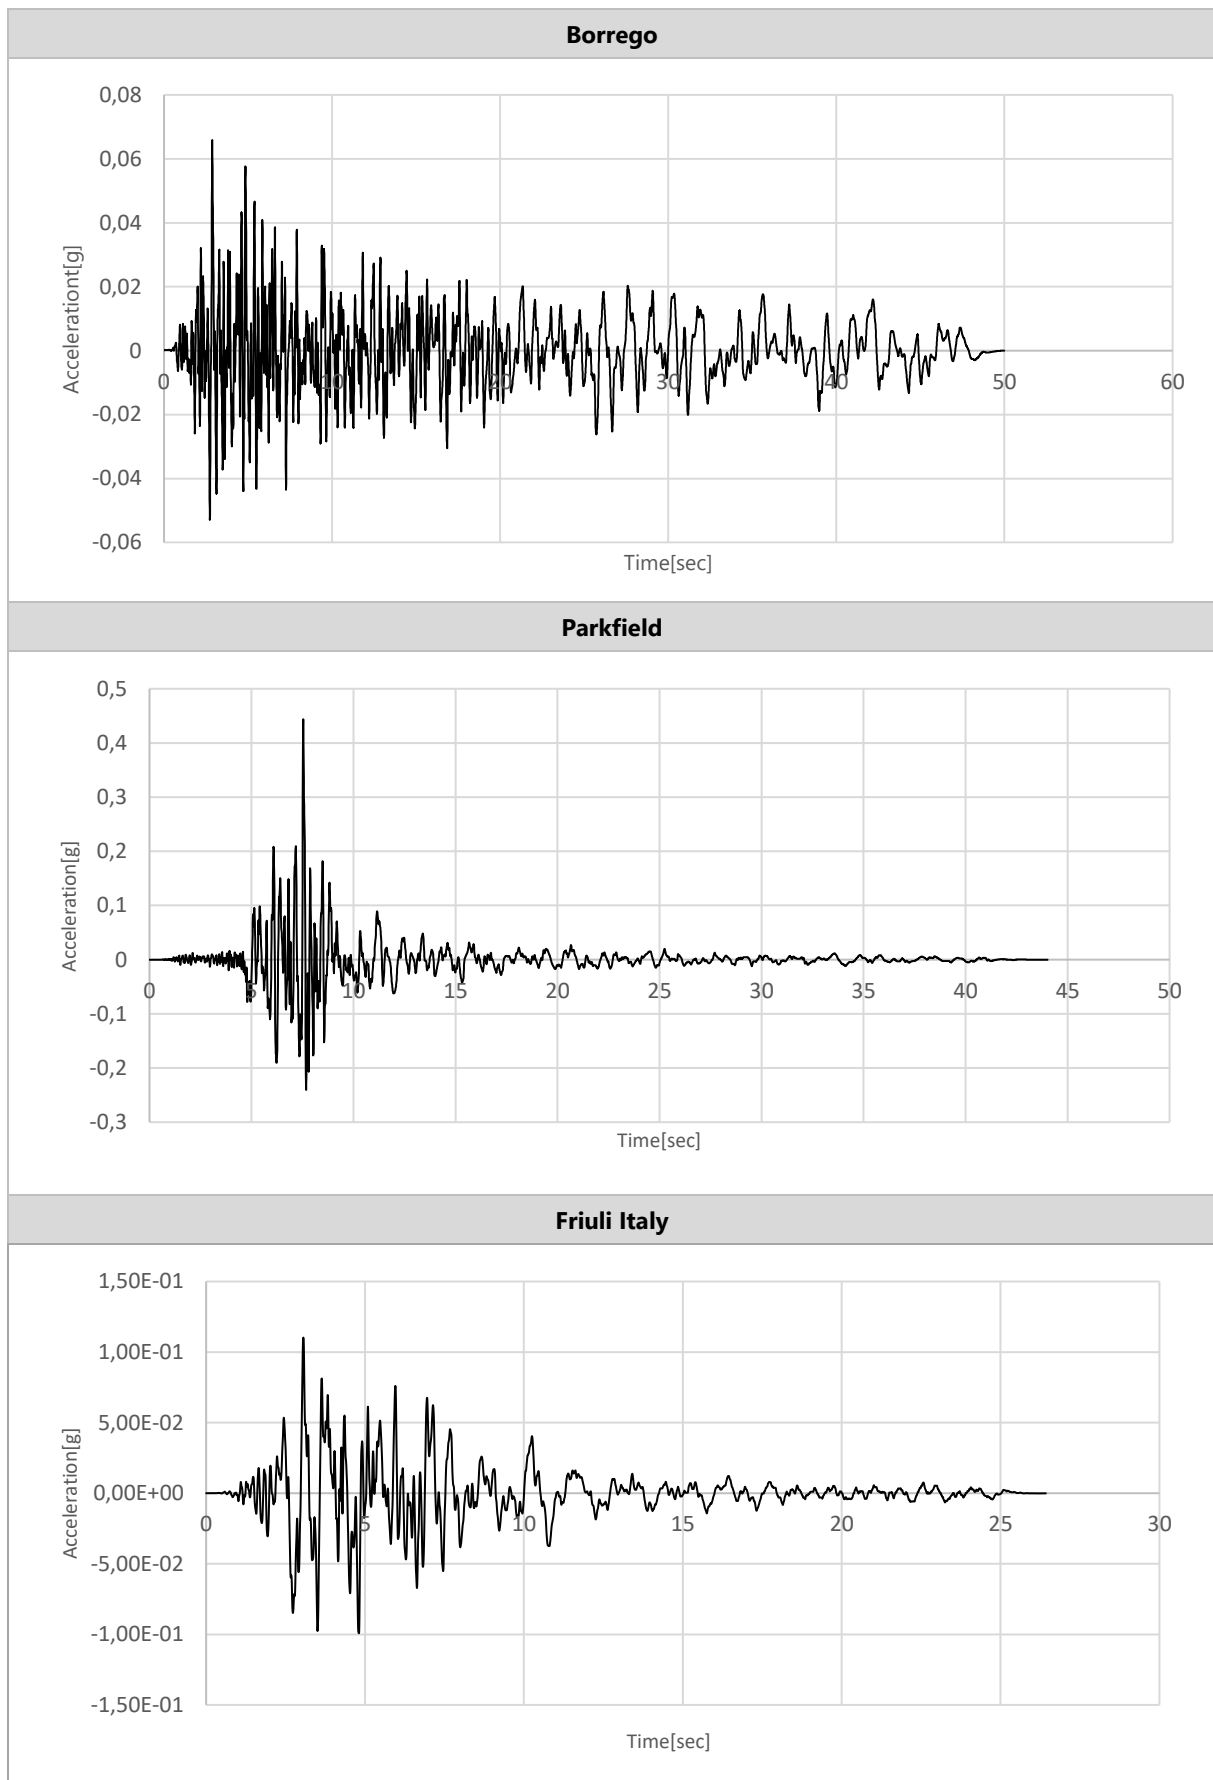 Borrego
0,08
0,06
0,04
0,02
0
-0,02
-0,04
-0,06
0 10 20 30 40 50 60
Accelerationt[g]
Time[sec]
Parkfield
0,5
0,4
0,3
0,2
0,1
0
-0,1
-0,2
-0,3
0 5 10 15 20 25 30 35 40 45 50
Acceleration[g]
Time[sec]
Friuli Italy
1,50E-01
1,00E-01
5,00E-02
0,00E+00
-5,00E-02
-1,00E-01
-1,50E-01
0 5 10 15 20 25 30
Acceleration[g]
Time[sec]